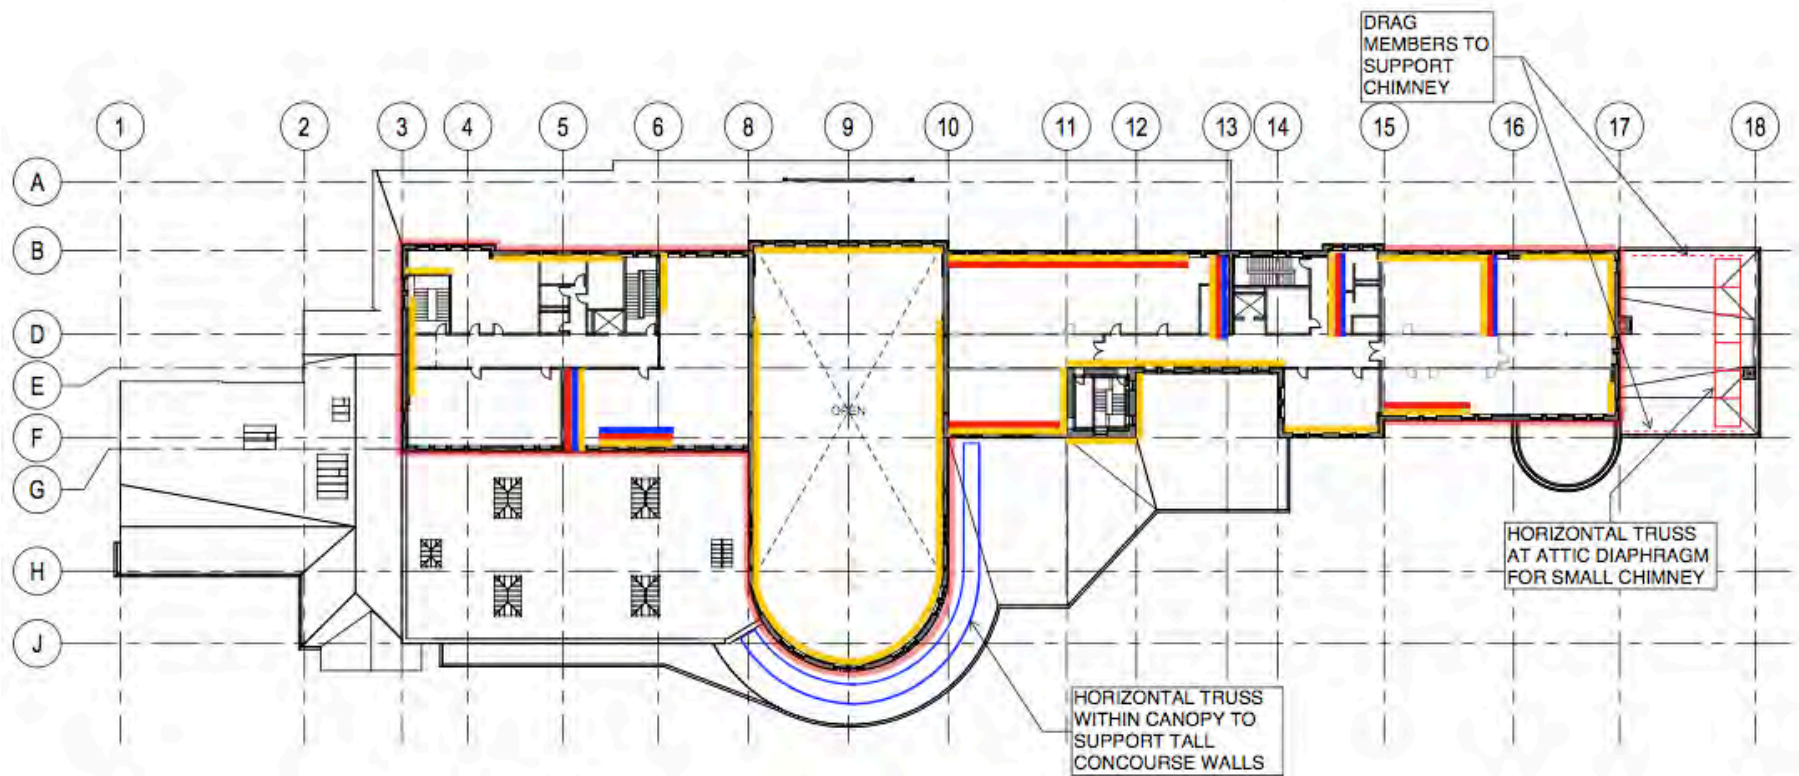 DRAG
MEMBERS TO
SUPPORT
CHIMNEY
1 2 3 4 5 6 8 9 10 11 12 13 14 15 16 17 18
A
B
D
E
OPEN
F
G
H
HORIZONTAL TRUSS
AT ATTIC DIAPHRAGM
FOR SMALL CHIMNEY
J
HORIZONTAL TRUSS
WITHIN CANOPY TO
SUPPORT TALL
CONCOURSE WALLS